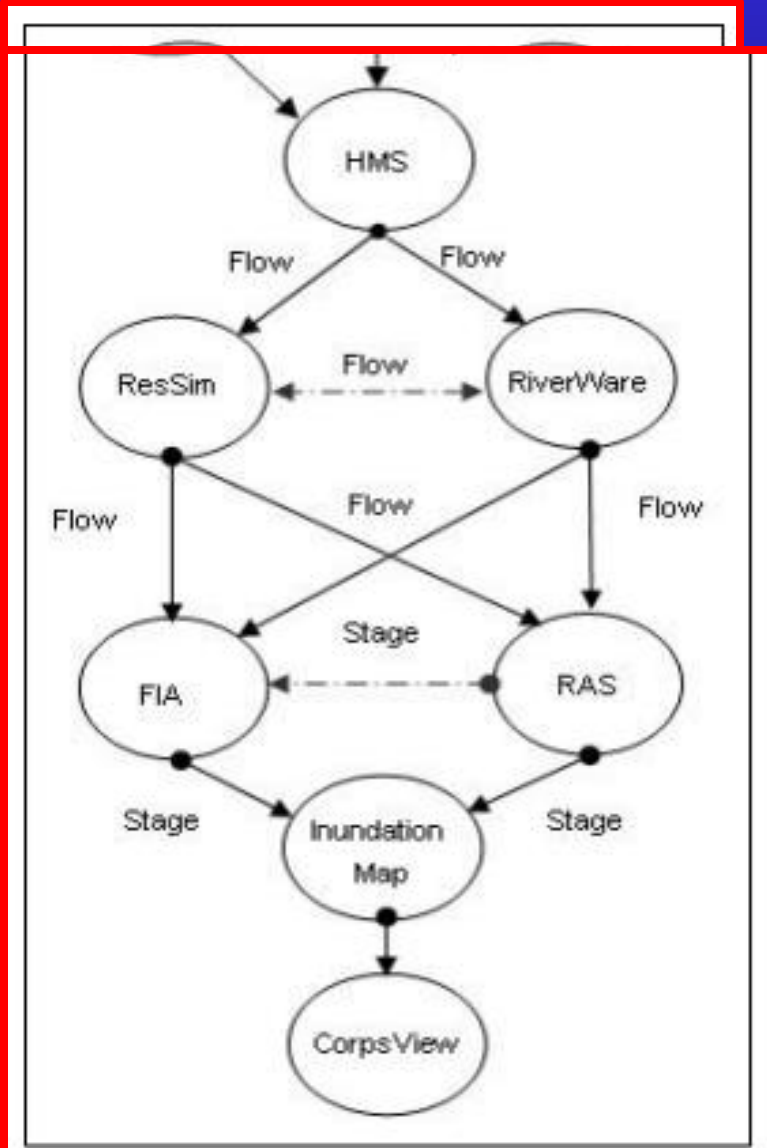 HMS
Flow
Flow
ResSim
Flow
RiverWare
Flow
Flow
Flow
Stage
FIA
RAS
Stage
Stage
Inundation
Map
CorpsView